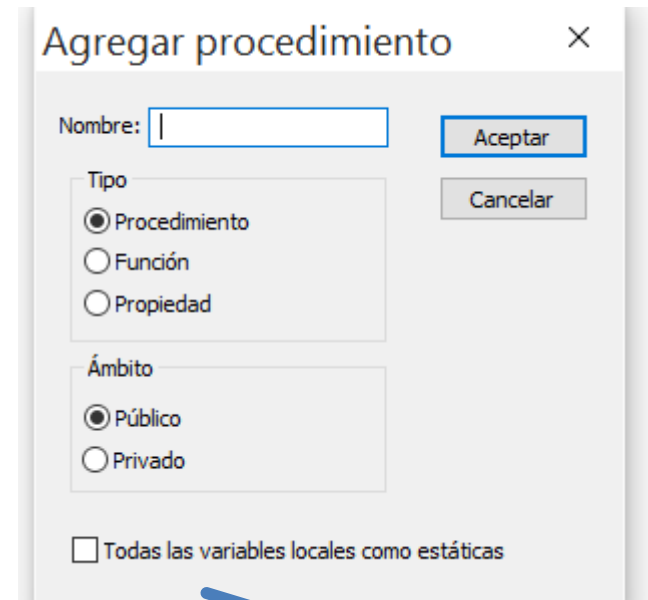 Agregar procedimiento
Nombre:
Aceptar
Tipo
Cancelar
Procedimiento
Función
Propiedad
Ámbito
Público
Privado
Todas las variables locales como estáticas